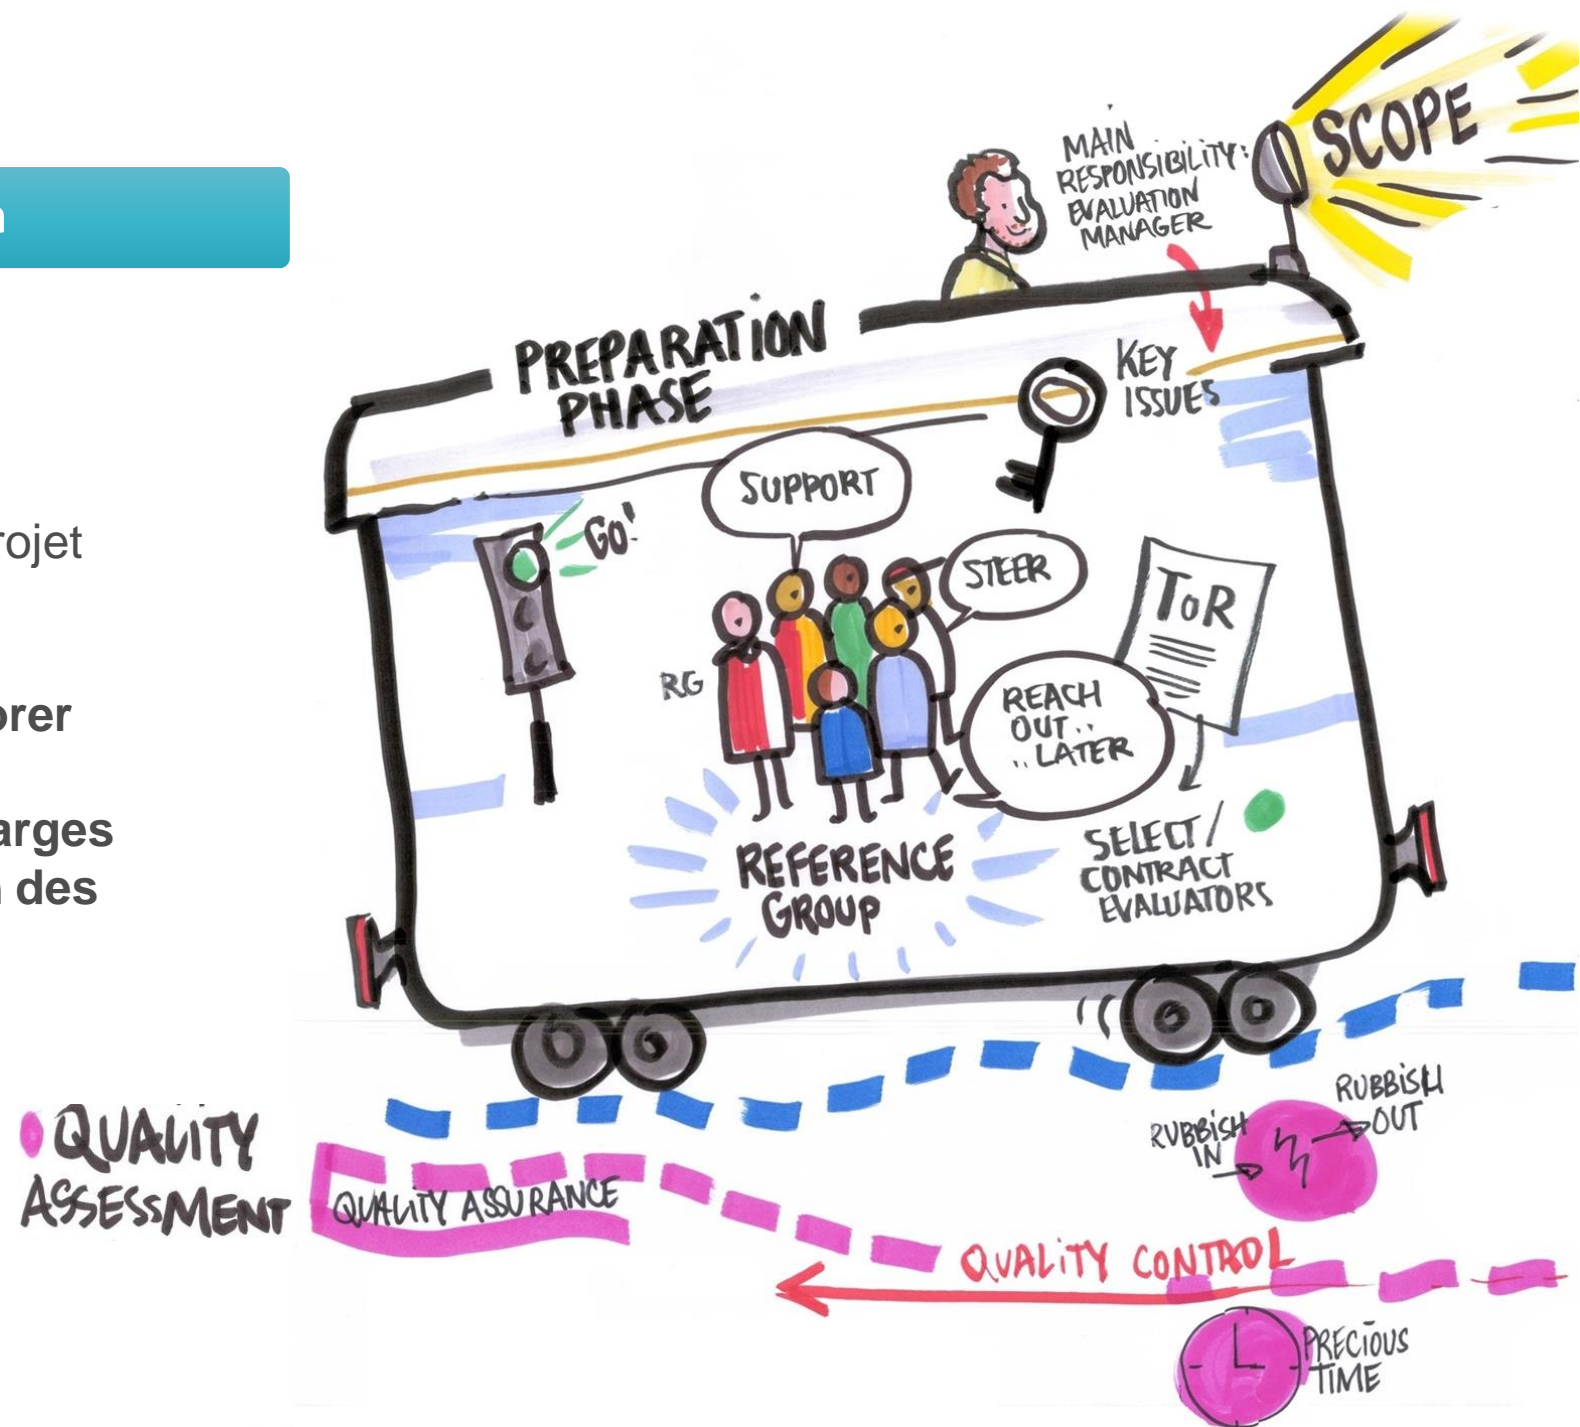 n
rojet
orer
arges
n des
SCOPE
MAIN
RESPONSIBILITY:
EVALUATION
MANAGER
PREPARATION
PHASE
KEY
ISSUES
GO!
SUPPORT
STEER
ToR
RG
REACH
OUT..
..LATER
REFERENCE
GROUP
SELECT/
CONTRACT
EVALUATORS
RUBBISH
IN
RUBBISH
OUT
QUALITY
ASSESSMENT
QUALITY ASSURANCE
QUALITY CONTROL
PRECIOUS
TIME